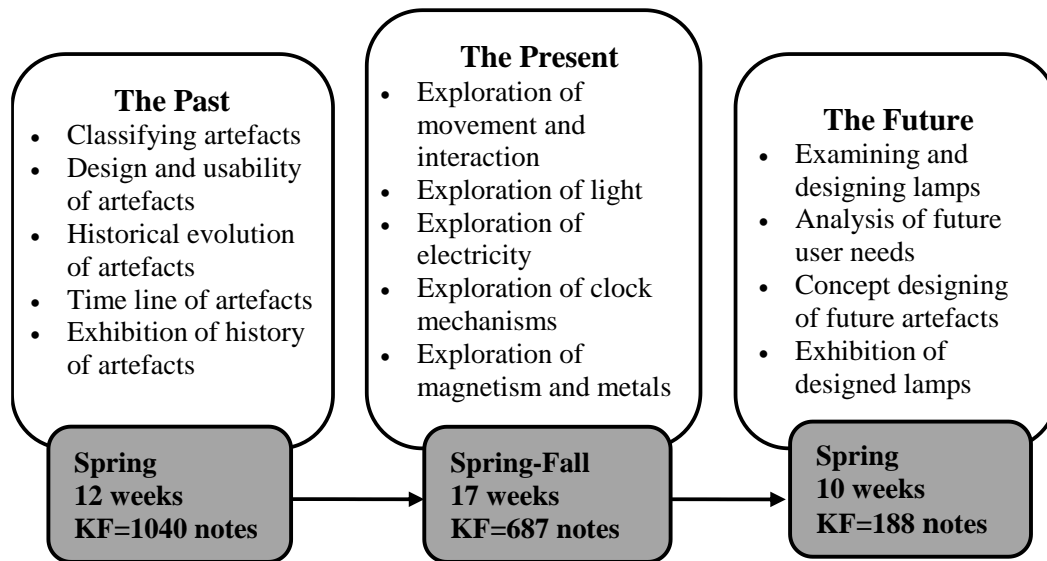 The Past
• Classifying artefacts
• Design and usability
of artefacts
• Historical evolution
of artefacts
• Time line of artefacts
• Exhibition of history
of artefacts
Spring
12 weeks
KF=1040 notes
The Present
• Exploration of
movement and
interaction
• Exploration of light
• Exploration of
electricity
• Exploration of clock
mechanisms
• Exploration of
magnetism and metals
Spring-Fall
17 weeks
KF=687 notes
The Future
• Examining and
designing lamps
• Analysis of future
user needs
• Concept designing
of future artefacts
• Exhibition of
designed lamps
Spring
10 weeks
KF=188 notes